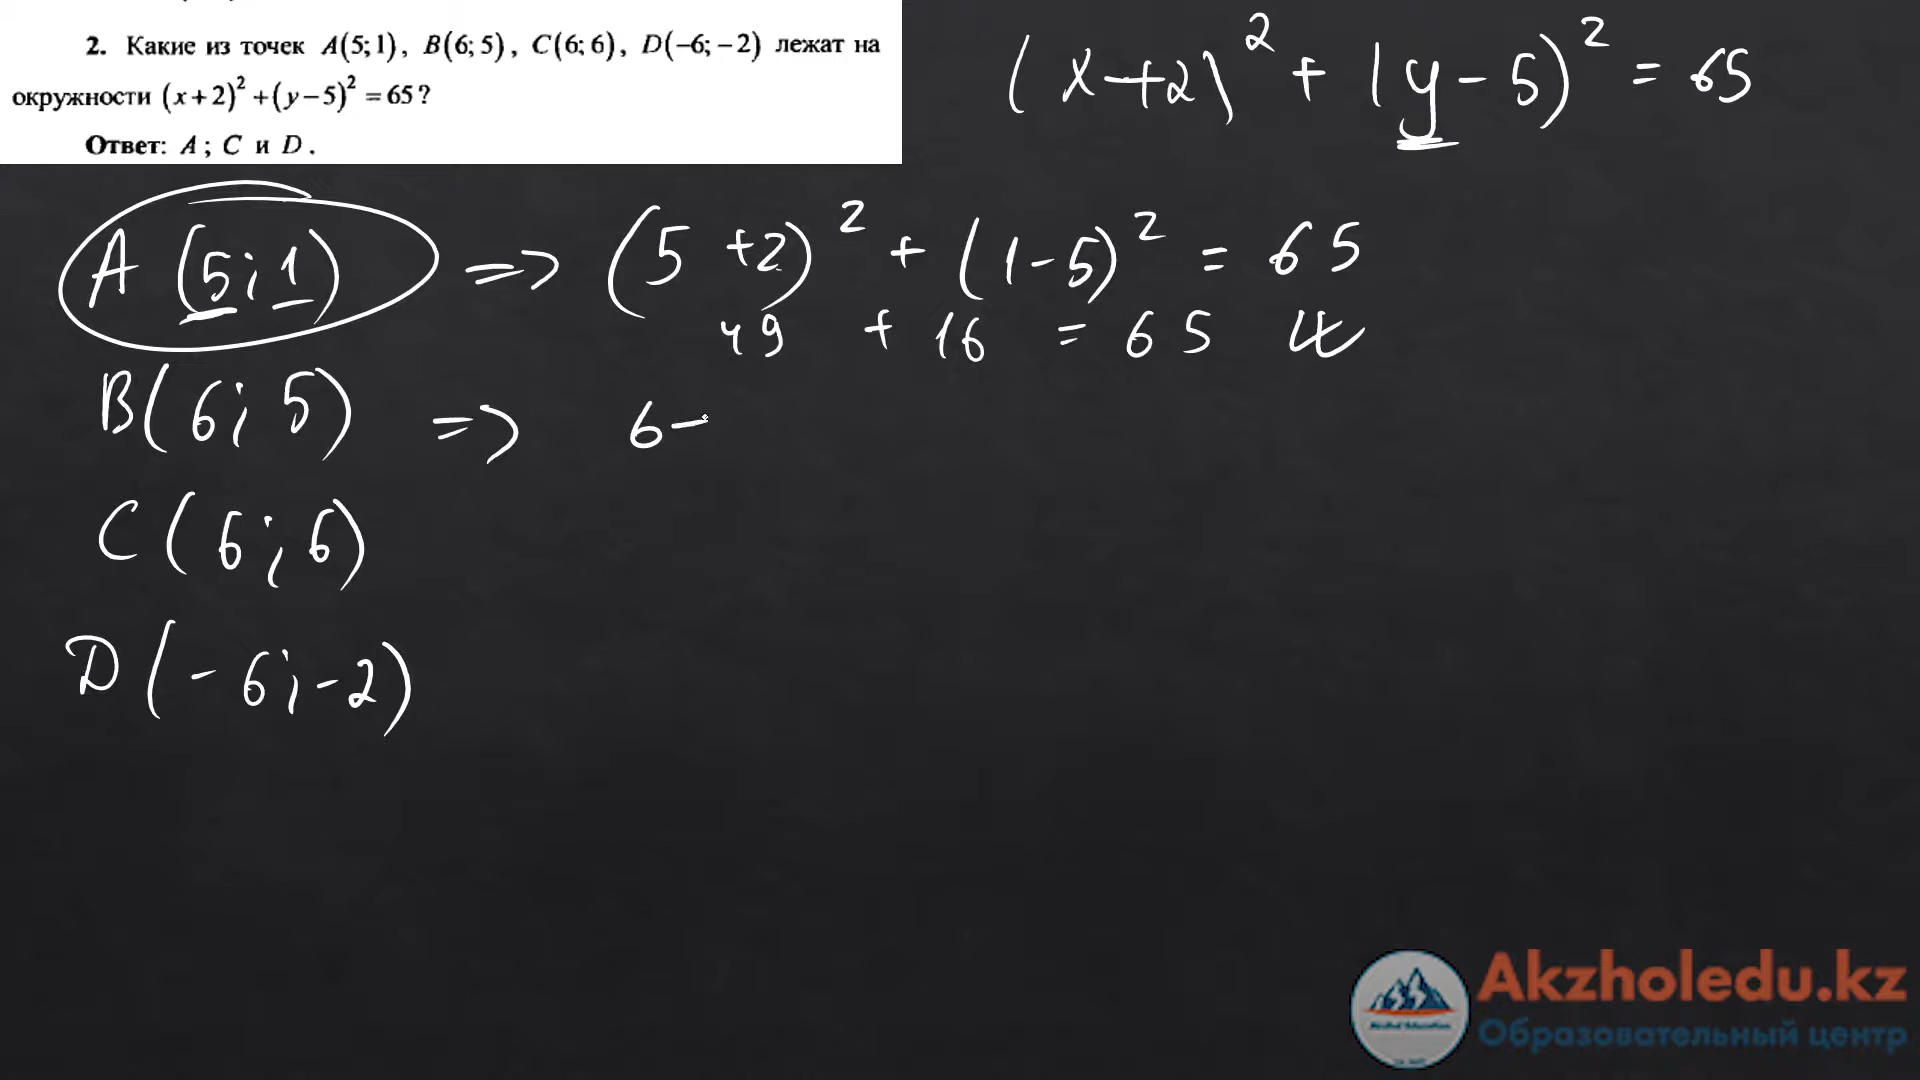 2. Какие из точек A(5;1), B(6;5), C(6;6), D(−6;−2) лежат на
окружности (x+2)² +(y−5)² = 65?
Ответ: A; C и D.
(x+2)² + (y-5)² = 65
A (5;1) => (5 +2)² + (1-5)² = 65
49 + 16 = 65 И
B(6;5) => 6-
C(6;6)
D(-6;-2)
Akzholedu.kz
Образовательный центр